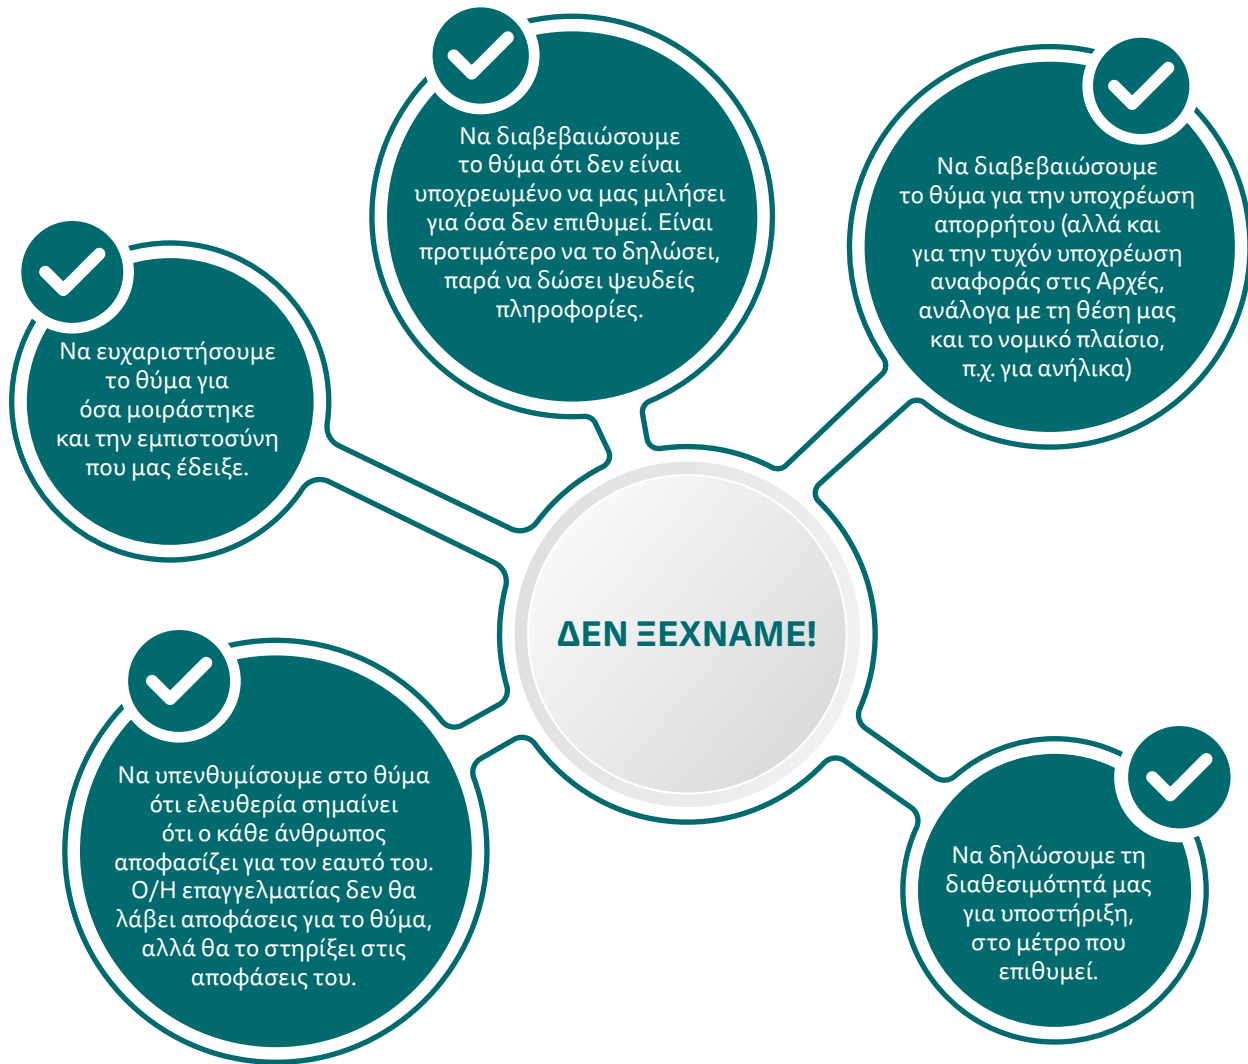 Να διαβεβαιώσουμε
το θύμα ότι δεν είναι
υποχρεωμένο να μας μιλήσει
για όσα δεν επιθυμεί. Είναι
προτιμότερο να το δηλώσει,
παρά να δώσει ψευδείς
πληροφορίες.
Να διαβεβαιώσουμε
το θύμα για την υποχρέωση
απορρήτου (αλλά και
για την τυχόν υποχρέωση
αναφοράς στις Αρχές,
ανάλογα με τη θέση μας
και το νομικό πλαίσιο,
π.χ. για ανήλικα)
Να ευχαριστήσουμε
το θύμα για
όσα μοιράστηκε
και την εμπιστοσύνη
που μας έδειξε.
ΔΕΝ ΞΕΧΝΑΜΕ!
Να υπενθυμίσουμε στο θύμα
ότι ελευθερία σημαίνει
ότι ο κάθε άνθρωπος
αποφασίζει για τον εαυτό του.
Ο/Η επαγγελματίας δεν θα
λάβει αποφάσεις για το θύμα,
αλλά θα το στηρίξει στις
αποφάσεις του.
Να δηλώσουμε τη
διαθεσιμότητά μας
για υποστήριξη,
στο μέτρο που
επιθυμεί.